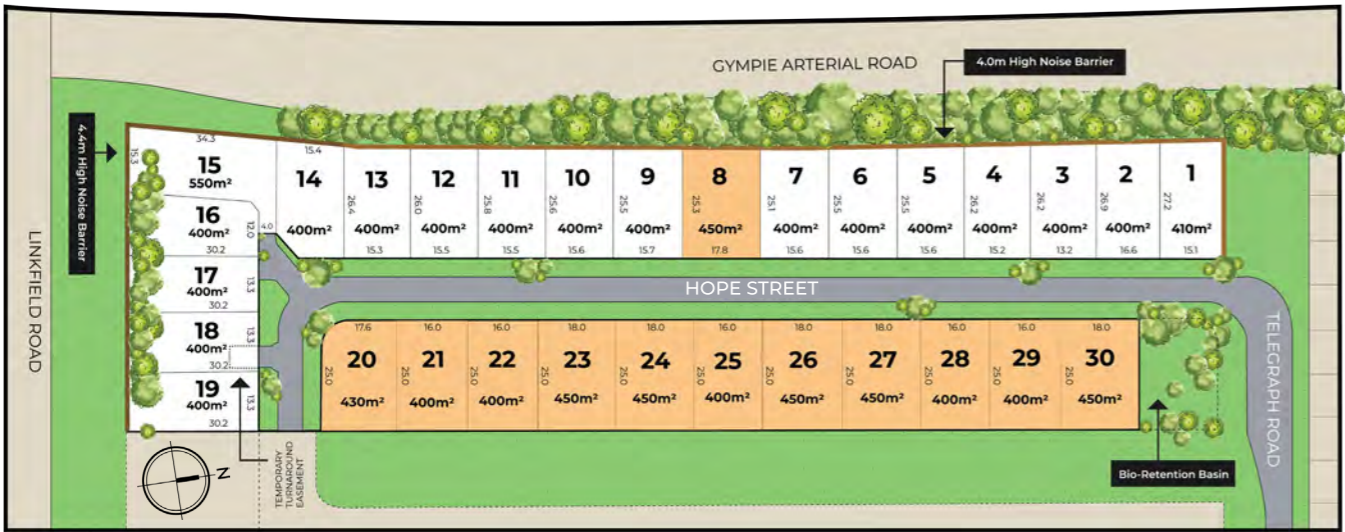 GYMPIE ARTERIAL ROAD
4.0m High Noise Barrier
4.4m High Noise Barrier
LINKFIELD ROAD
34.3
15.3
15
550m²
16
400m²
12.0
30.2
17
400m²
13.3
30.2
18
400m²
13.3
30.2
19
400m²
13.3
30.2
4.0
15.4
14
400m²
13
26.4
400m²
15.3
12
26.0
400m²
15.5
11
25.8
400m²
15.5
10
25.6
400m²
15.6
9
25.5
400m²
15.7
8
25.3
450m²
17.8
7
25.1
400m²
15.6
6
25.5
400m²
15.6
5
25.5
400m²
15.6
4
26.2
400m²
15.2
3
26.2
400m²
13.2
2
26.9
400m²
16.6
1
27.2
410m²
15.1
HOPE STREET
TELEGRAPH ROAD
17.6
20
25.0
430m²
16.0
21
25.0
400m²
16.0
22
25.0
400m²
18.0
23
25.0
450m²
18.0
24
25.0
450m²
16.0
25
25.0
400m²
18.0
26
25.0
450m²
18.0
27
25.0
450m²
16.0
28
25.0
400m²
16.0
29
25.0
400m²
18.0
30
25.0
450m²
N
TEMPORARY
TURNAROUND
EASEMENT
Bio-Retention Basin